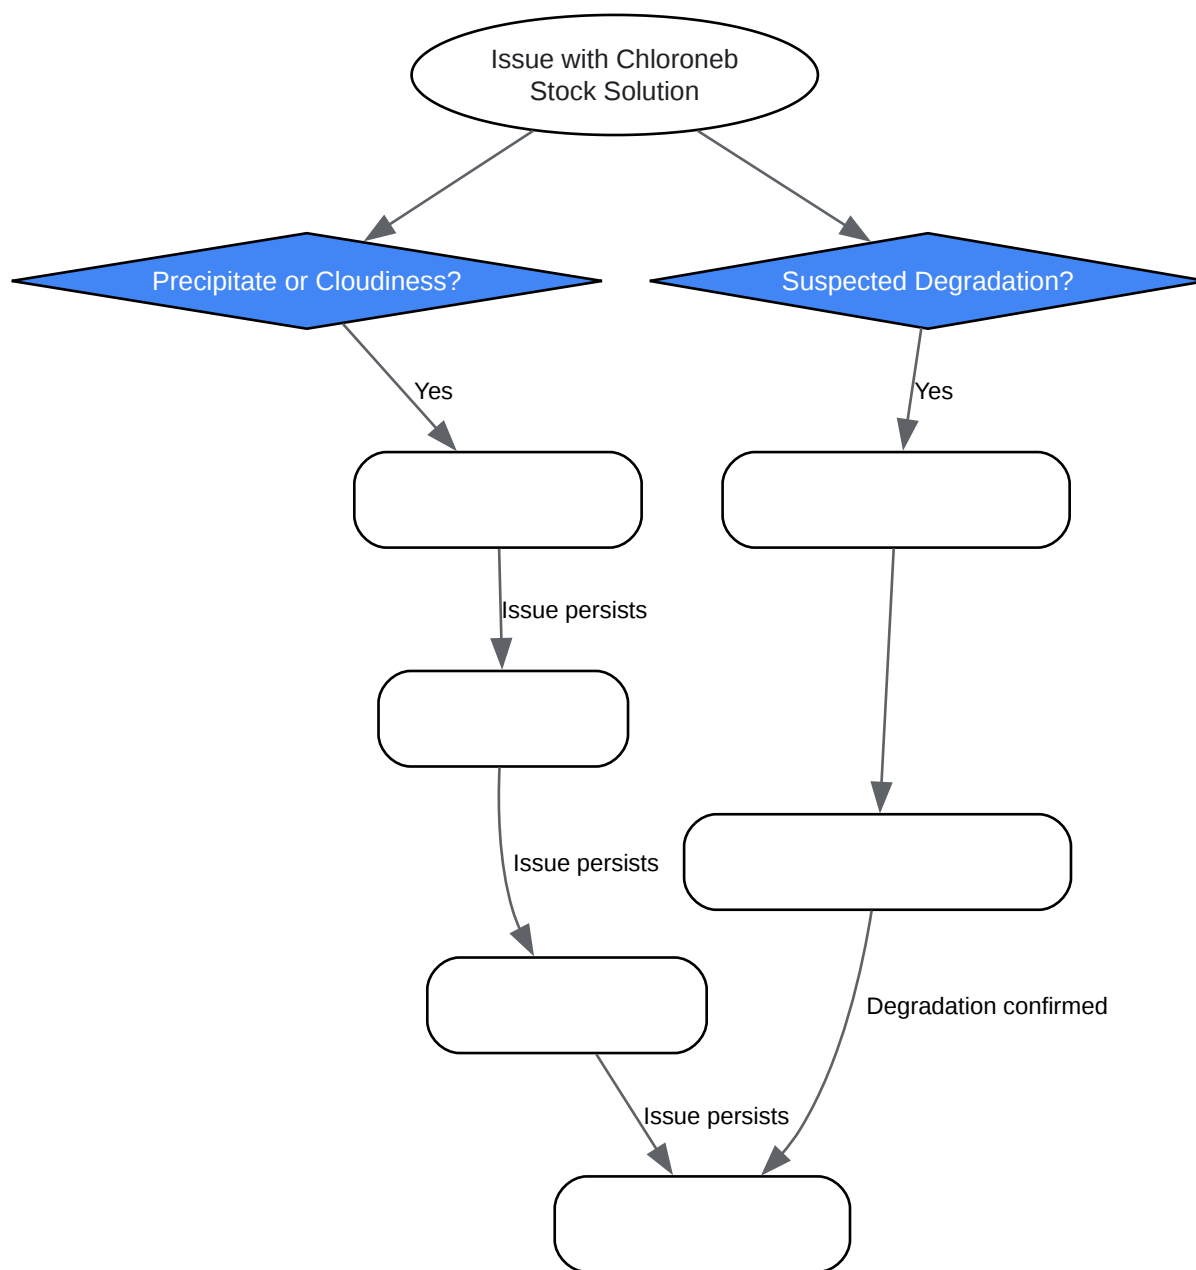 Issue with Chloroneb
Stock Solution
Precipitate or Cloudiness?
Suspected Degradation?
Yes
Yes
Issue persists
Issue persists
Degradation confirmed
Issue persists